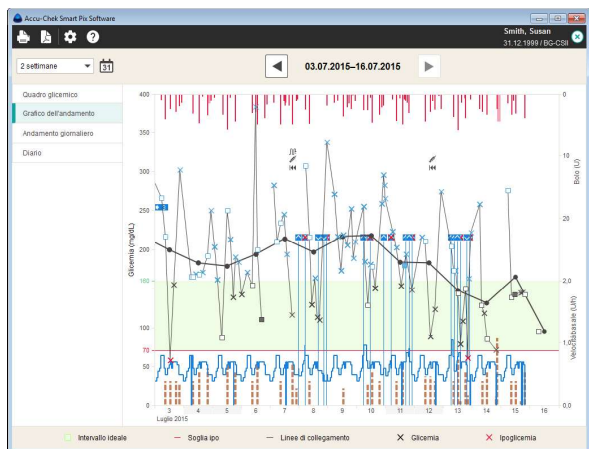 Accu-Chek Smart Pix Software
Smith, Susan
31.12.1999 / BG-CSII
2 settimane
31
03.07.2015–16.07.2015
Quadro glicemico
Grafico dell'andamento
Andamento giornaliero
Diario
Glicemia (mg/dL)
400
350
300
250
200
160
100
70
50
0
Bolo (U)
0
10
20
Velocità basale (U/h)
2,0
1,0
0,0
3 4 5 6 7 8 9 10 11 12 13 14 15 16
Luglio 2015
Intervallo ideale
Soglia ipo
Linee di collegamento
Glicemia
Ipoglicemia